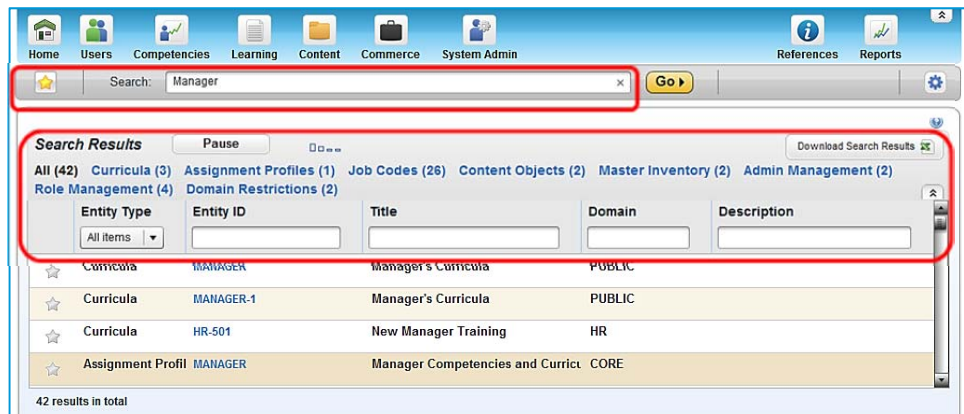 Home Users Competencies Learning Content Commerce System Admin References Reports
Search: Manager × Go
Search Results Pause Download Search Results
All (42) Curricula (3) Assignment Profiles (1) Job Codes (26) Content Objects (2) Master Inventory (2) Admin Management (2)
Role Management (4) Domain Restrictions (2)
Entity Type Entity ID Title Domain Description
All items
Curricula MANAGER Manager's Curricula PUBLIC
Curricula MANAGER-1 Manager's Curricula PUBLIC
Curricula HR-501 New Manager Training HR
Assignment Profil MANAGER Manager Competencies and Curricu CORE
42 results in total